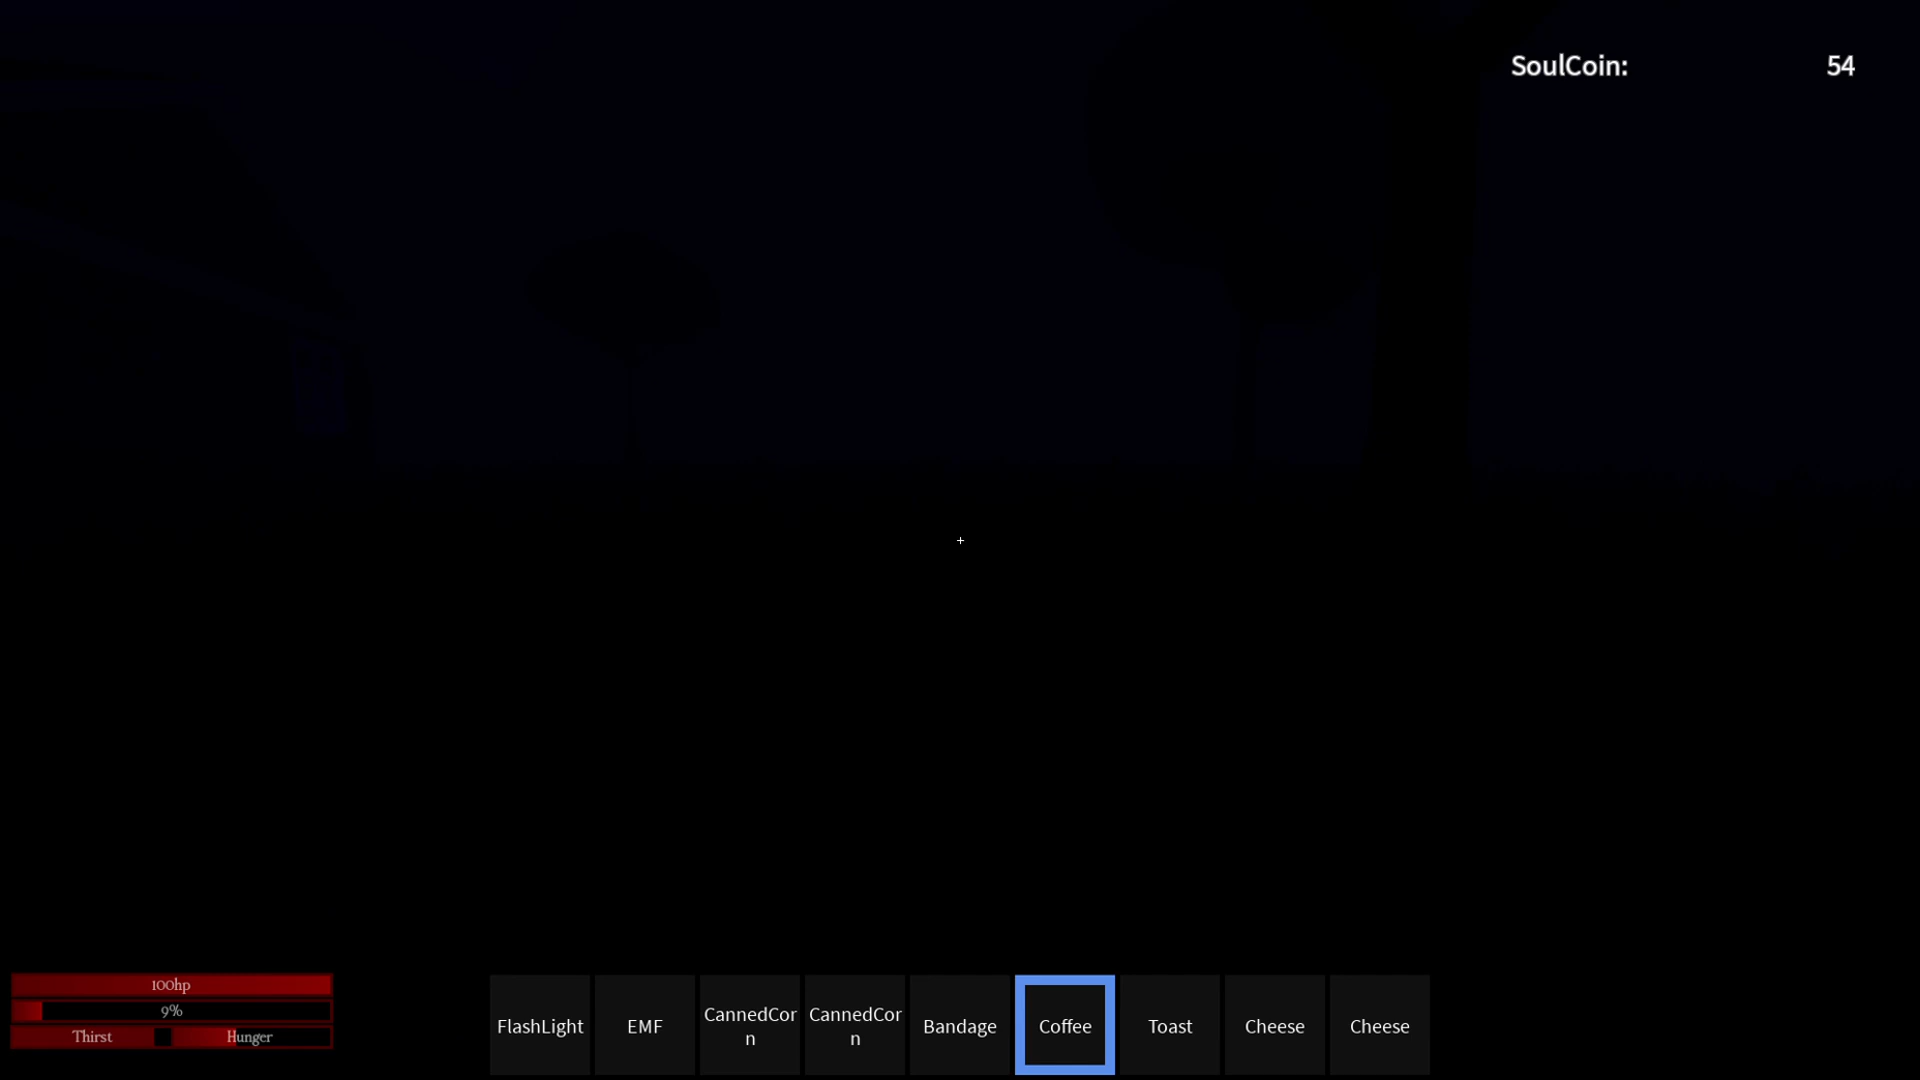 SoulCoin: 54
100hp
9%
Thirst Hunger
FlashLight EMF CannedCor
n CannedCor
n Bandage Coffee Toast Cheese Cheese